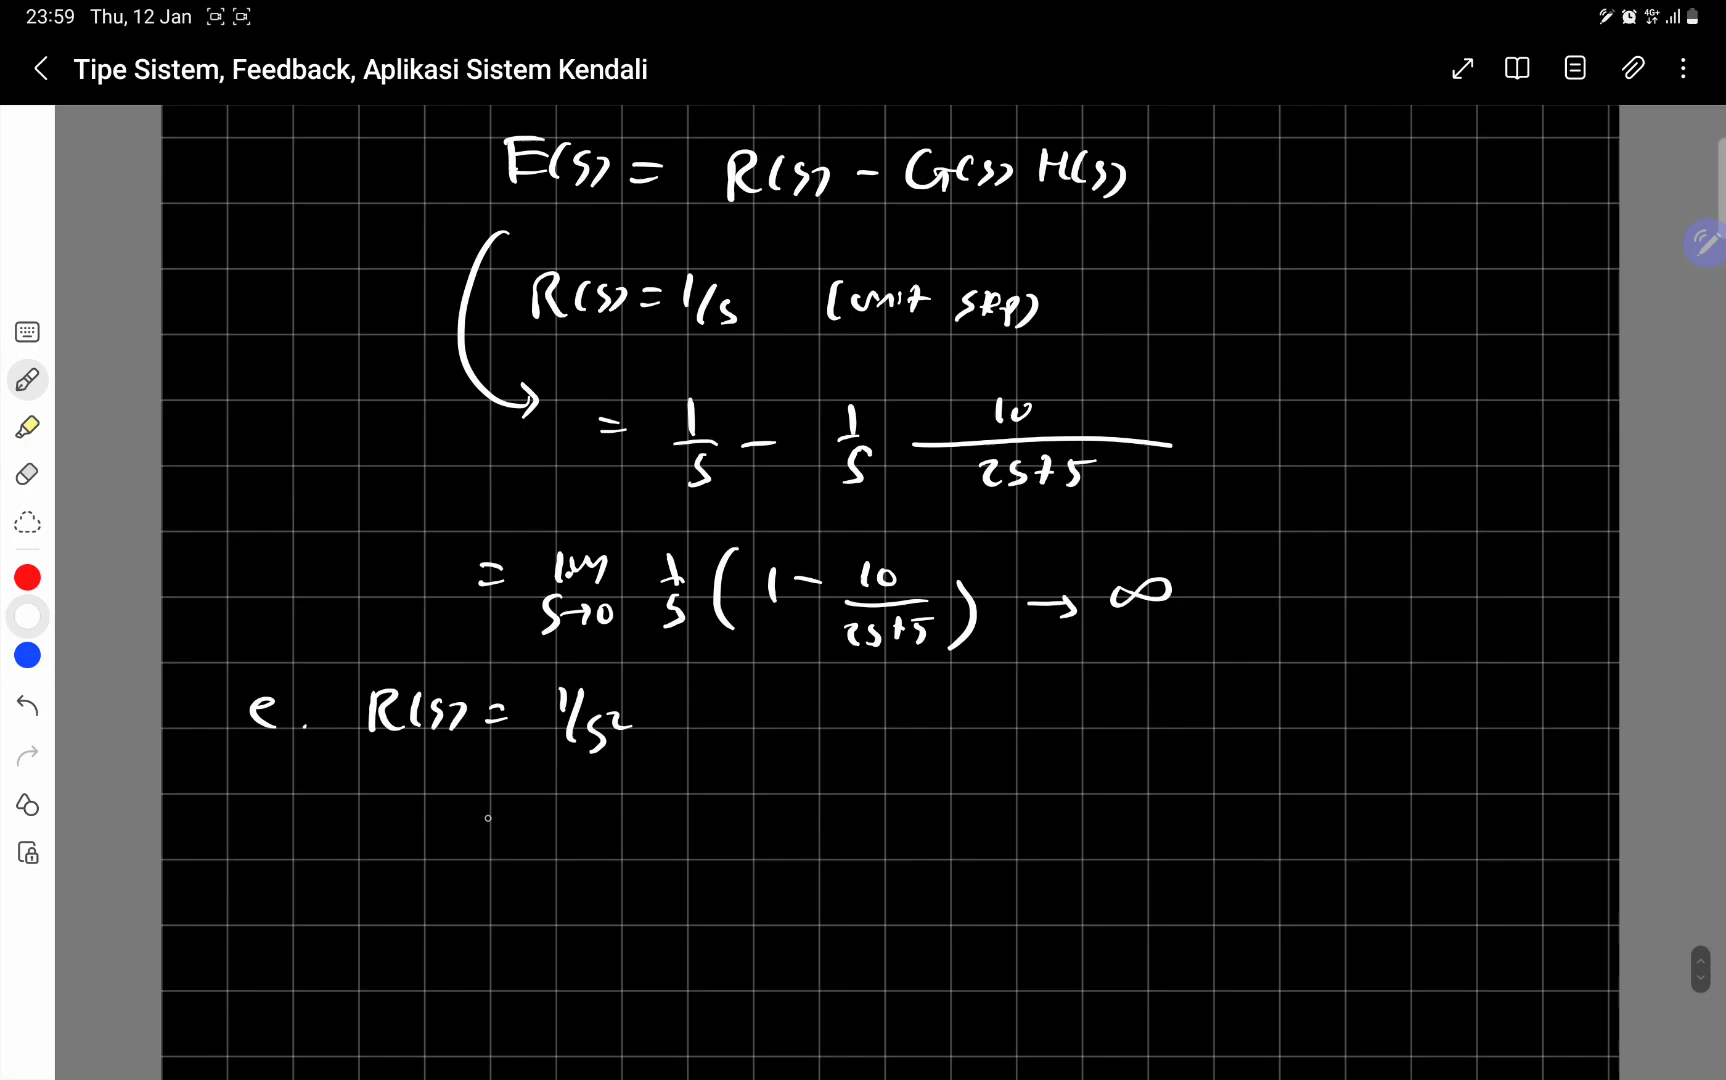 23:59 Thu, 12 Jan
4G+
Tipe Sistem, Feedback, Aplikasi Sistem Kendali
E(s) = R(s) - G(s) H(s)
R(s) = 1/s (unit step)
= 1/s - 1/s 10/(2s+5)
= lim s→0 1/s (1 - 10/(2s+5)) → ∞
e. R(s) = 1/s²